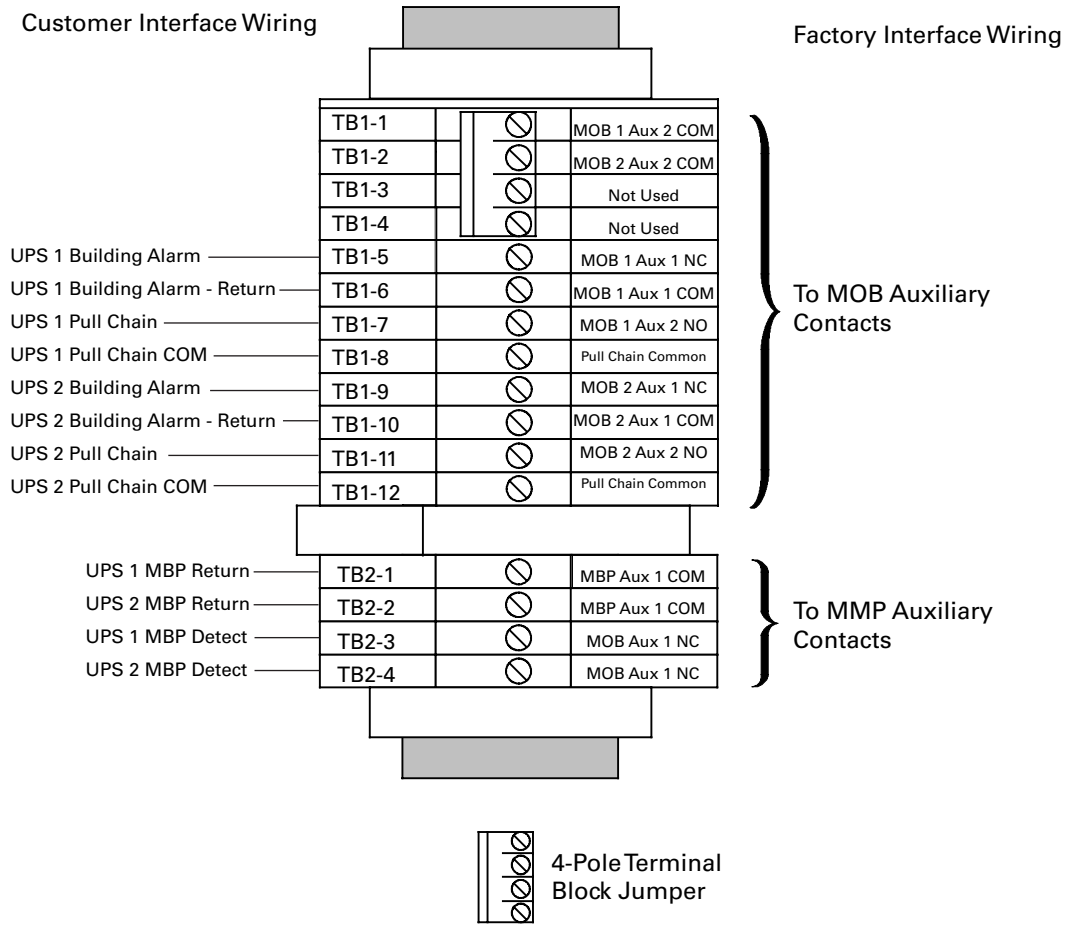 Customer Interface Wiring
Factory Interface Wiring
TB1-1 MOB 1 Aux 2 COM
TB1-2 MOB 2 Aux 2 COM
TB1-3 Not Used
TB1-4 Not Used
UPS 1 Building Alarm TB1-5 MOB 1 Aux 1 NC
UPS 1 Building Alarm - Return TB1-6 MOB 1 Aux 1 COM
UPS 1 Pull Chain TB1-7 MOB 1 Aux 2 NO
UPS 1 Pull Chain COM TB1-8 Pull Chain Common
UPS 2 Building Alarm TB1-9 MOB 2 Aux 1 NC
UPS 2 Building Alarm - Return TB1-10 MOB 2 Aux 1 COM
UPS 2 Pull Chain TB1-11 MOB 2 Aux 2 NO
UPS 2 Pull Chain COM TB1-12 Pull Chain Common
To MOB Auxiliary
Contacts
UPS 1 MBP Return TB2-1 MBP Aux 1 COM
UPS 2 MBP Return TB2-2 MBP Aux 1 COM
UPS 1 MBP Detect TB2-3 MOB Aux 1 NC
UPS 2 MBP Detect TB2-4 MOB Aux 1 NC
To MMP Auxiliary
Contacts
4-Pole Terminal
Block Jumper